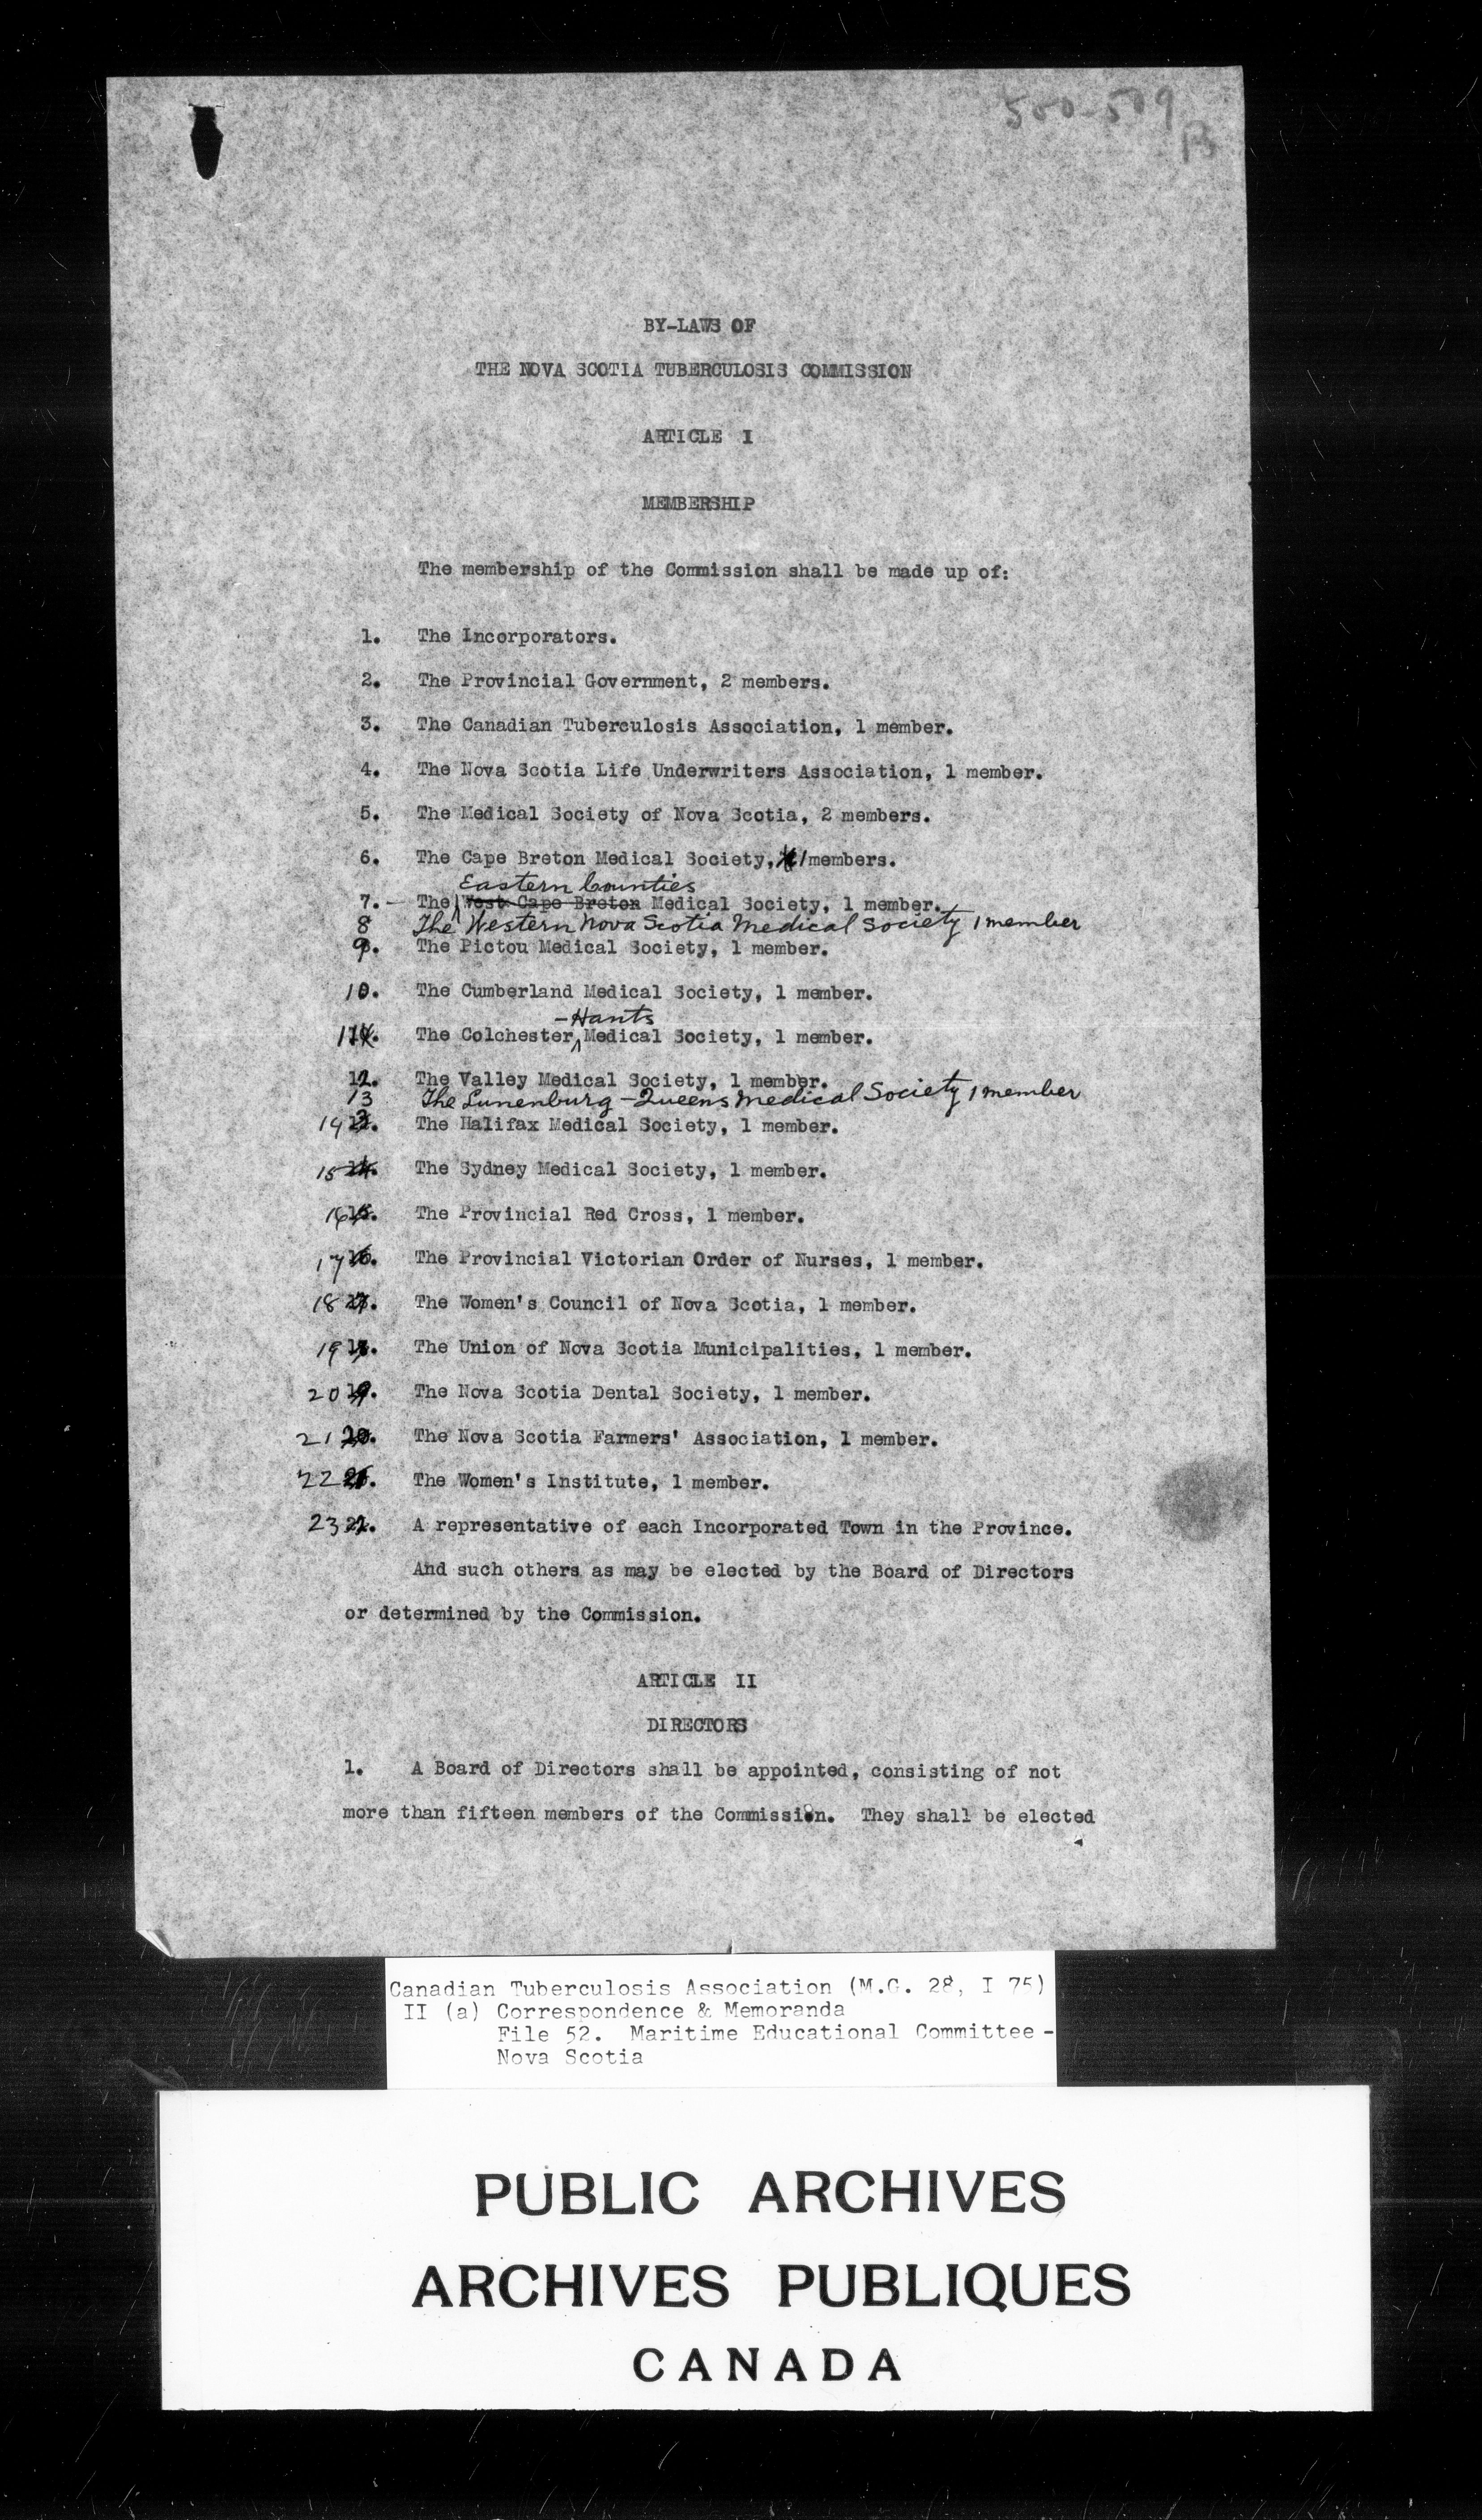 500-509
B
BY-LAWS OF
THE NOVA SCOTIA TUBERCULOSIS COMMISSION
ARTICLE I
MEMBERSHIP
The membership of the Commission shall be made up of:
1. The Incorporators.
2. The Provincial Government, 2 members.
3. The Canadian Tuberculosis Association, 1 member.
4. The Nova Scotia Life Underwriters Association, 1 member.
5. The Medical Society of Nova Scotia, 2 members.
6. The Cape Breton Medical Society, 1 members.
Eastern Counties
7. - The West Cape Breton Medical Society, 1 member.
8 The Western Nova Scotia Medical Society 1 member
9. The Pictou Medical Society, 1 member.
10. The Cumberland Medical Society, 1 member.
-Hants
11. The Colchester Medical Society, 1 member.
12. The Valley Medical Society, 1 member.
13 The Lunenburg-Queens Medical Society 1 member
14. The Halifax Medical Society, 1 member.
15 14. The Sydney Medical Society, 1 member.
16 15. The Provincial Red Cross, 1 member.
17 16. The Provincial Victorian Order of Nurses, 1 member.
18 17. The Women's Council of Nova Scotia, 1 member.
19 18. The Union of Nova Scotia Municipalities, 1 member.
20 19. The Nova Scotia Dental Society, 1 member.
21 20. The Nova Scotia Farmers' Association, 1 member.
22 21. The Women's Institute, 1 member.
23 22. A representative of each Incorporated Town in the Province.
And such others as may be elected by the Board of Directors
or determined by the Commission.
ARTICLE II
DIRECTORS
1. A Board of Directors shall be appointed, consisting of not
more than fifteen members of the Commission. They shall be elected
Canadian Tuberculosis Association (M.G. 28, I 75)
II (a) Correspondence & Memoranda
File 52. Maritime Educational Committee -
Nova Scotia
PUBLIC ARCHIVES
ARCHIVES PUBLIQUES
CANADA